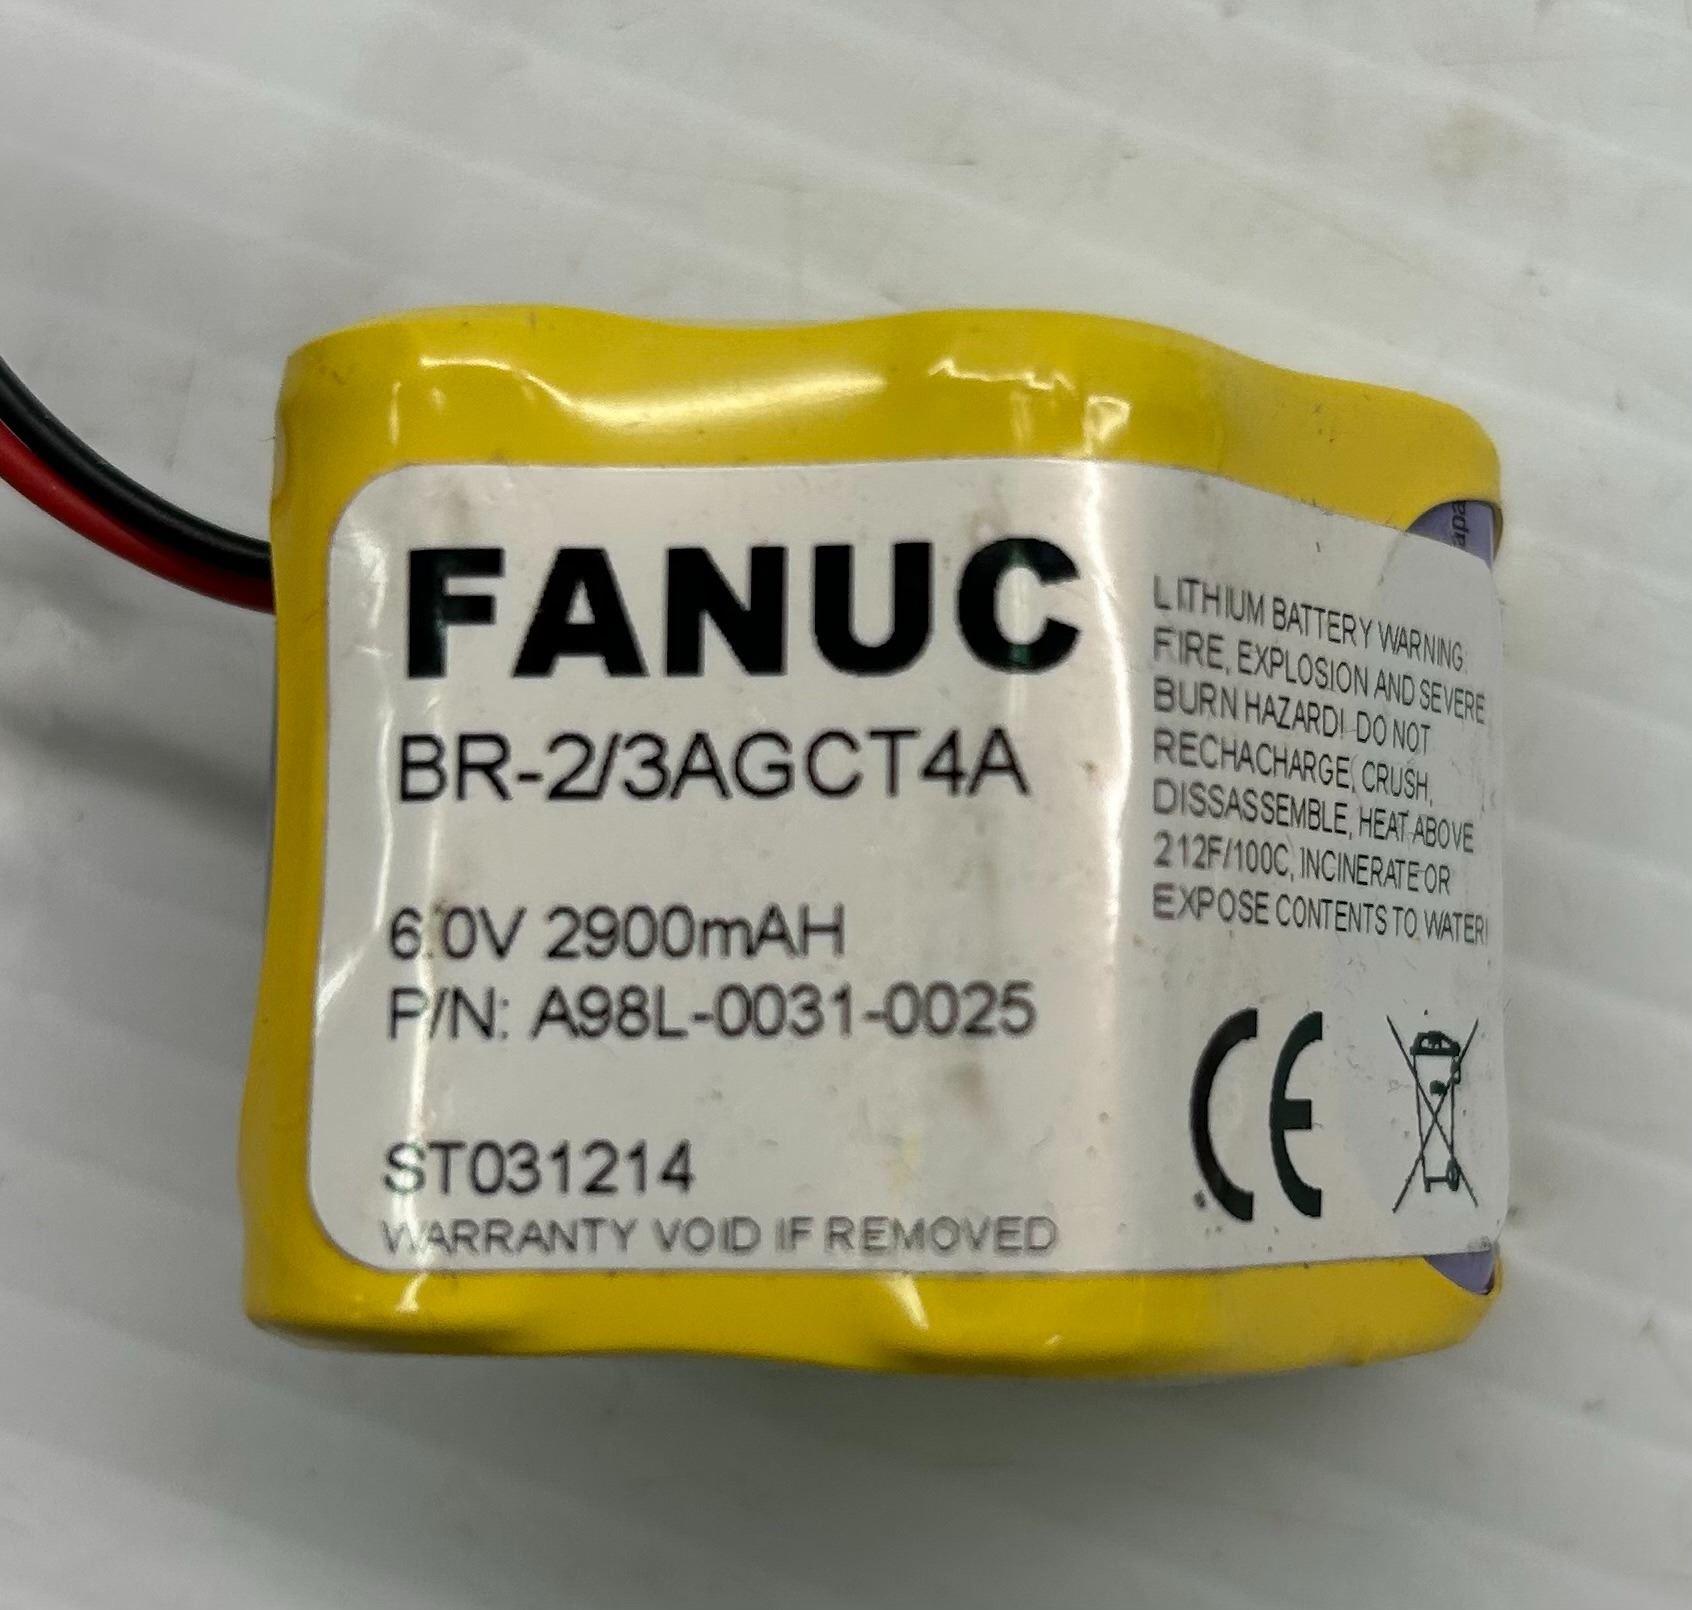 FANUC
BR-2/3AGCT4A
6.0V 2900mAH
P/N: A98L-0031-0025
ST031214
WARRANTY VOID IF REMOVED
LITHIUM BATTERY WARNING:
FIRE, EXPLOSION AND SEVERE
BURN HAZARD! DO NOT
RECHACHARGE, CRUSH,
DISSASSEMBLE, HEAT ABOVE
212F/100C, INCINERATE OR
EXPOSE CONTENTS TO WATER!
CE